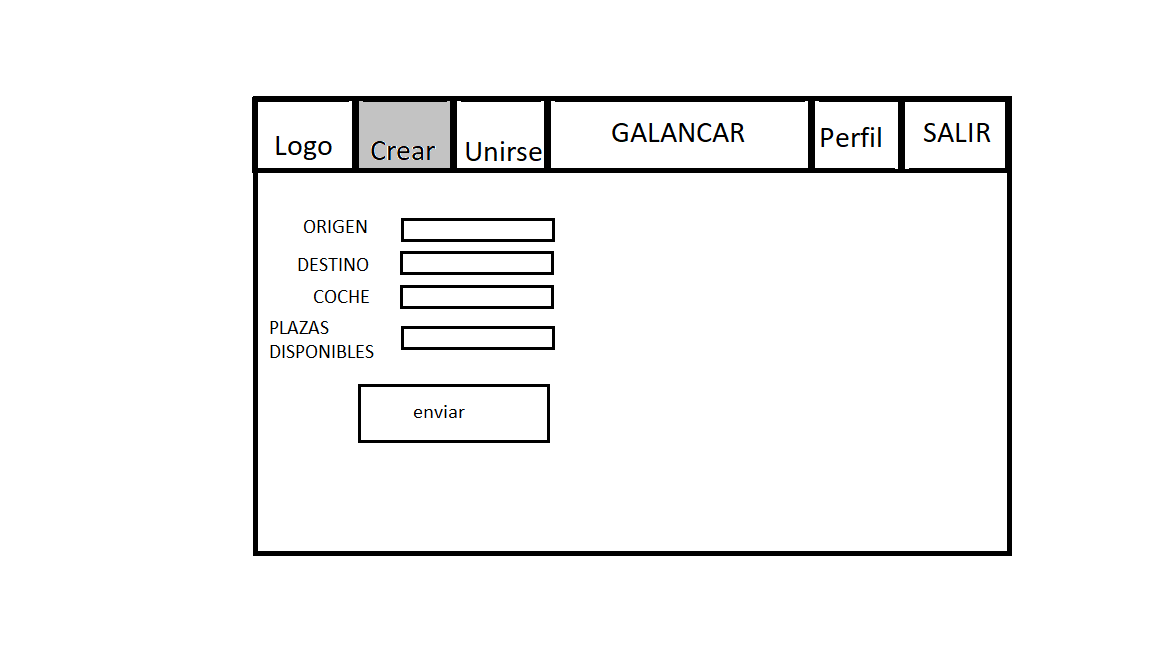 Logo
Crear
Unirse
GALANCAR
Perfil
SALIR
ORIGEN
DESTINO
COCHE
PLAZAS
DISPONIBLES
enviar